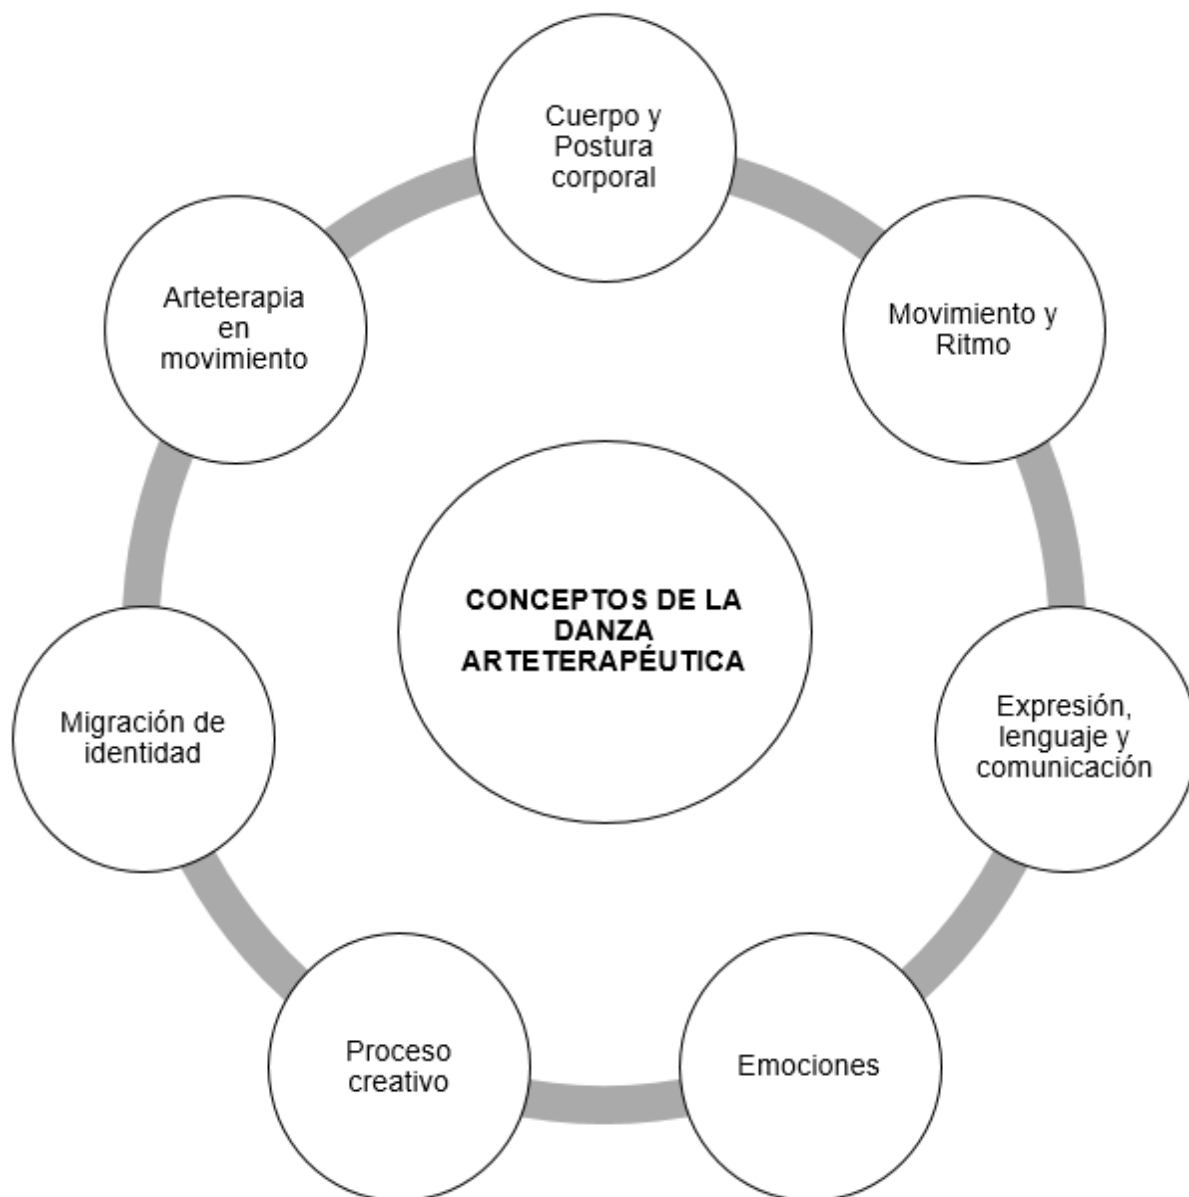 Cuerpo y
Postura
corporal
Movimiento y
Ritmo
Expresión,
lenguaje y
comunicación
Emociones
Proceso
creativo
Migración de
identidad
Arteterapia
en
movimiento
CONCEPTOS DE LA
DANZA
ARTETERAPÉUTICA